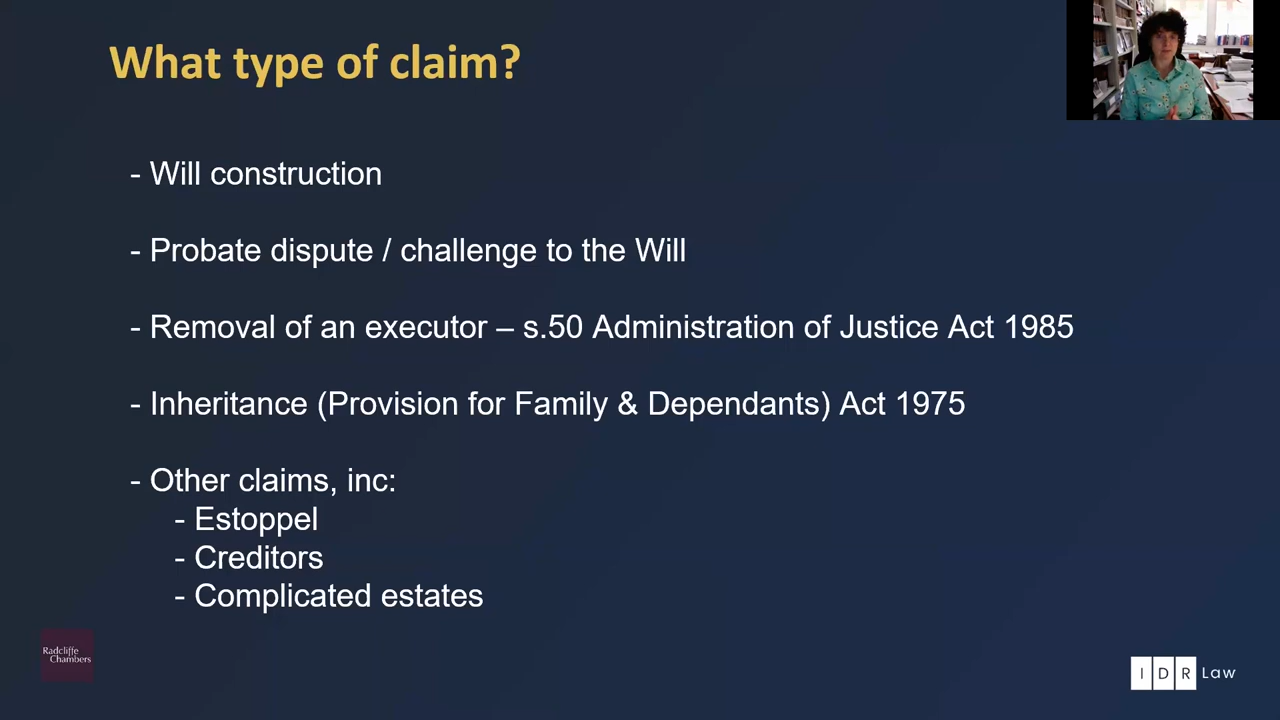 What type of claim?
- Will construction
- Probate dispute / challenge to the Will
- Removal of an executor – s.50 Administration of Justice Act 1985
- Inheritance (Provision for Family & Dependants) Act 1975
- Other claims, inc:
- Estoppel
- Creditors
- Complicated estates
Radcliffe
Chambers
IDR Law